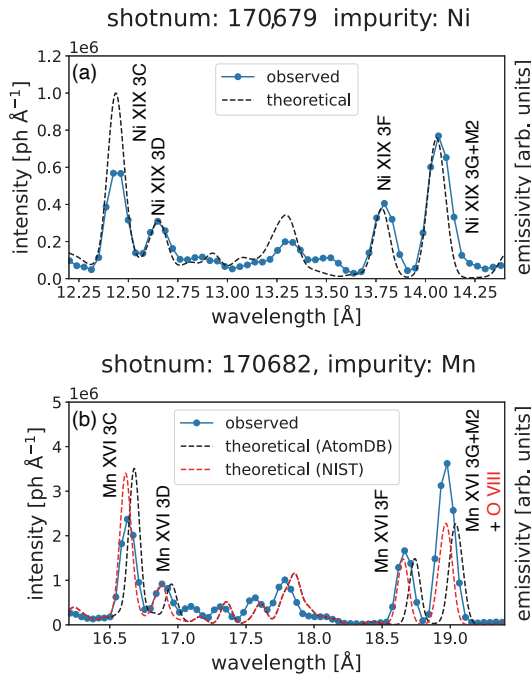 shotnum: 170,679 impurity: Ni
1e6
(a)
observed
theoretical
Ni XIX 3C
Ni XIX 3D
Ni XIX 3F
Ni XIX 3G+M2
intensity [ph Å⁻¹]
emissivity [arb. units]
1.2
1.0
0.8
0.6
0.4
0.2
0.0
12.25 12.50 12.75 13.00 13.25 13.50 13.75 14.00 14.25
wavelength [Å]
shotnum: 170682, impurity: Mn
1e6
(b)
observed
theoretical (AtomDB)
theoretical (NIST)
Mn XVI 3C
Mn XVI 3D
Mn XVI 3F
Mn XVI 3G+M2
+ O VIII
intensity [ph Å⁻¹]
emissivity [arb. units]
5
4
3
2
1
0
16.5 17.0 17.5 18.0 18.5 19.0
wavelength [Å]